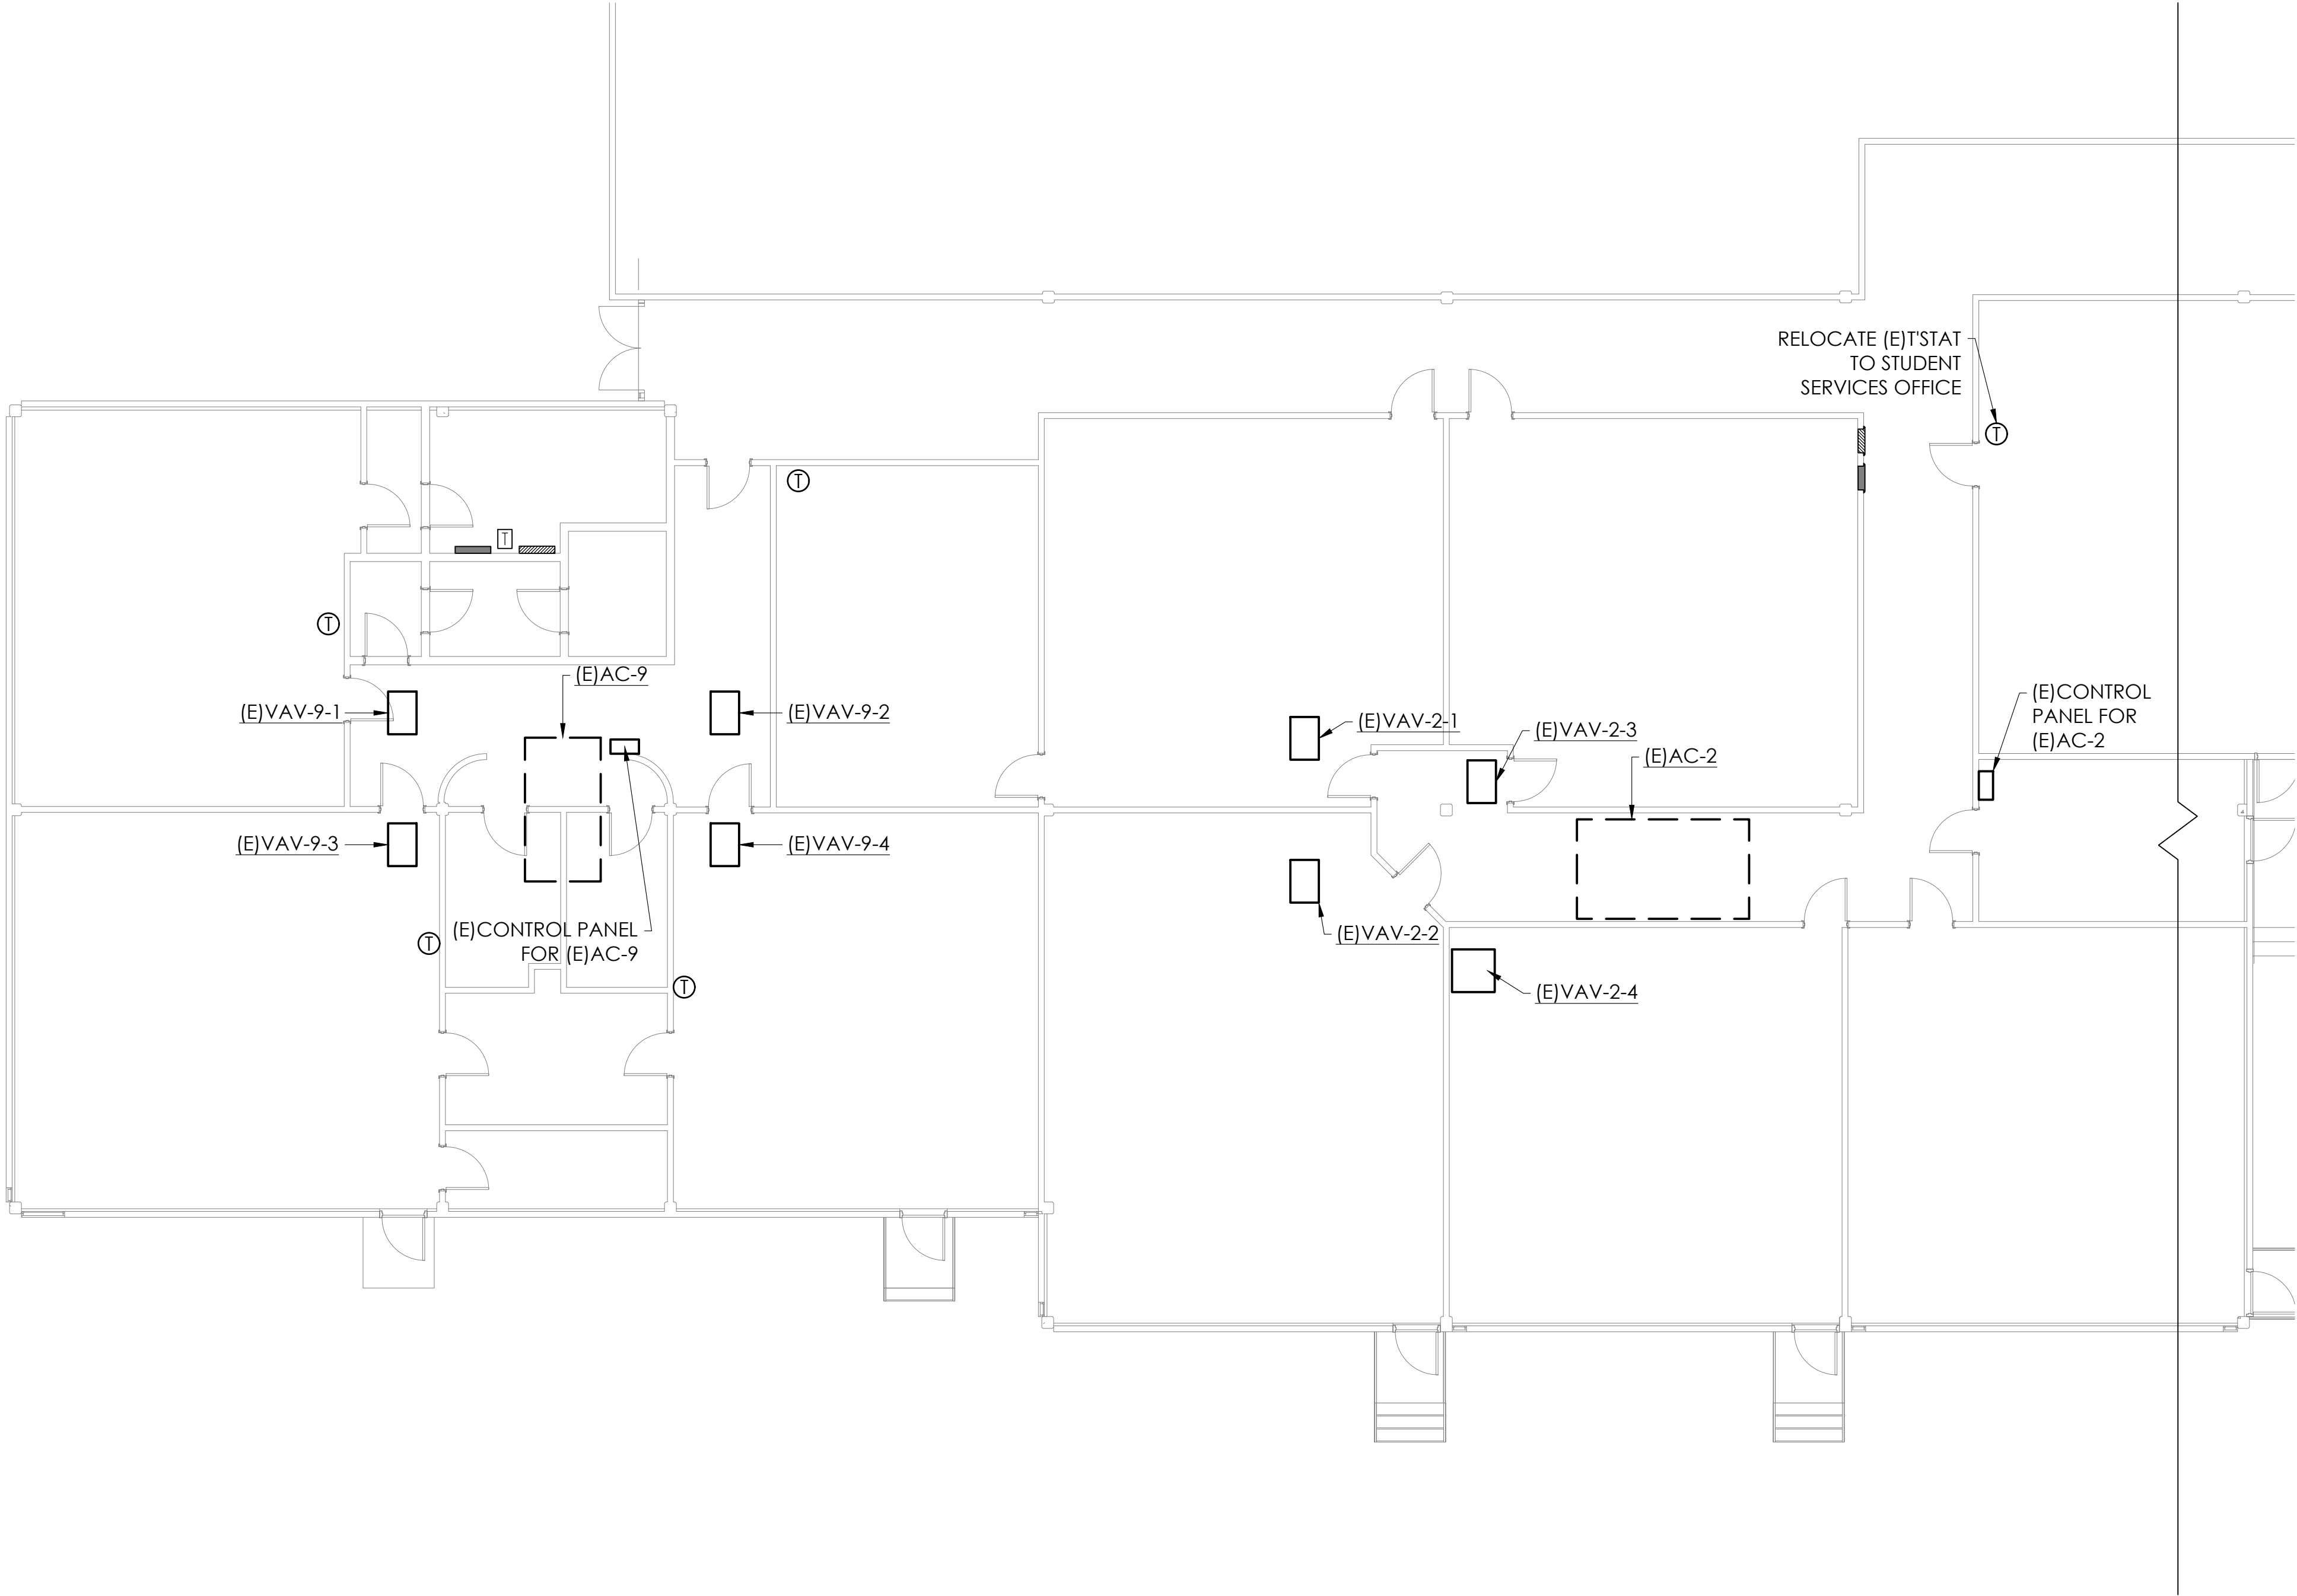 RELOCATE (E)T'STAT
TO STUDENT
SERVICES OFFICE
T
T
T
T
(E)AC-9
(E)VAV-9-1
(E)VAV-9-2
(E)VAV-2-1
(E)VAV-2-3
(E)AC-2
(E)CONTROL
PANEL FOR
(E)AC-2
(E)VAV-9-3
(E)VAV-9-4
(E)CONTROL PANEL
FOR (E)AC-9
T
T
(E)VAV-2-2
(E)VAV-2-4